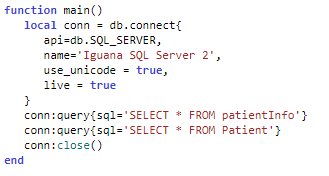 function main()
   local conn = db.connect{
      api=db.SQL_SERVER,
      name='Iguana SQL Server 2',
      use_unicode = true,
      live = true
   }
   conn:query{sql='SELECT * FROM patientInfo'}
   conn:query{sql='SELECT * FROM Patient'}
   conn:close()
end